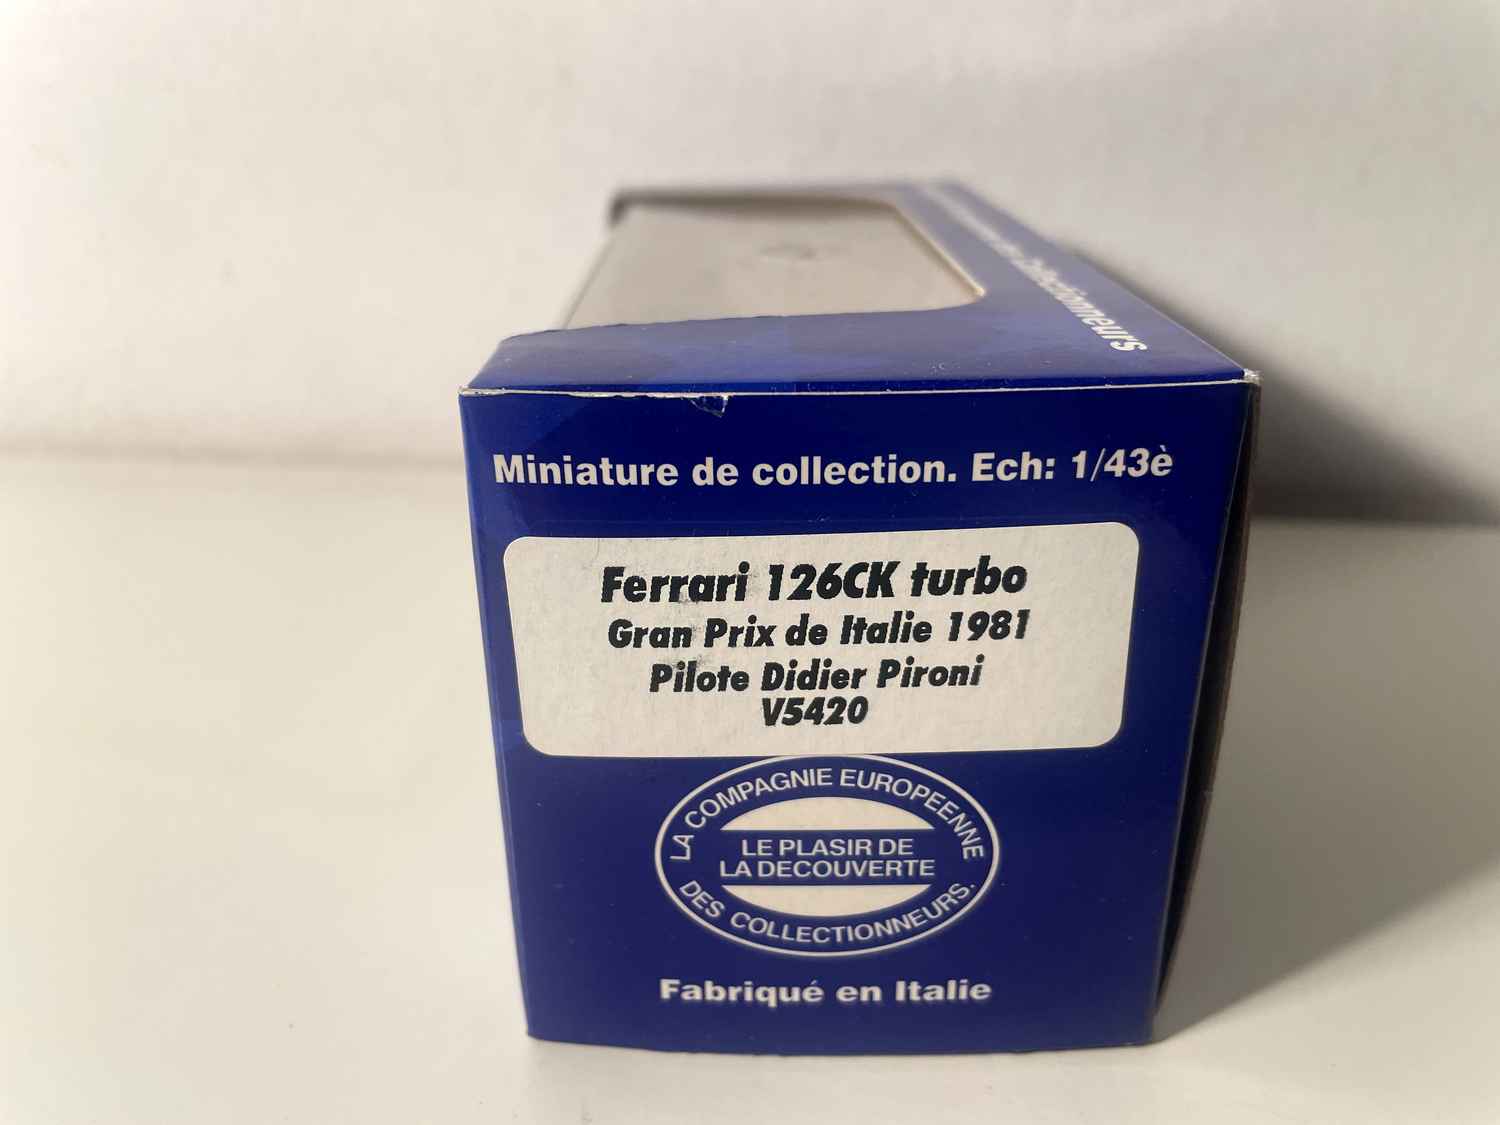 Collectionneurs
Miniature de collection. Ech: 1/43è
Ferrari 126CK turbo
Gran Prix de Italie 1981
Pilote Didier Pironi
V5420
LA COMPAGNIE EUROPEENNE
LE PLASIR DE
LA DECOUVERTE
DES COLLECTIONNEURS.
Fabriqué en Italie